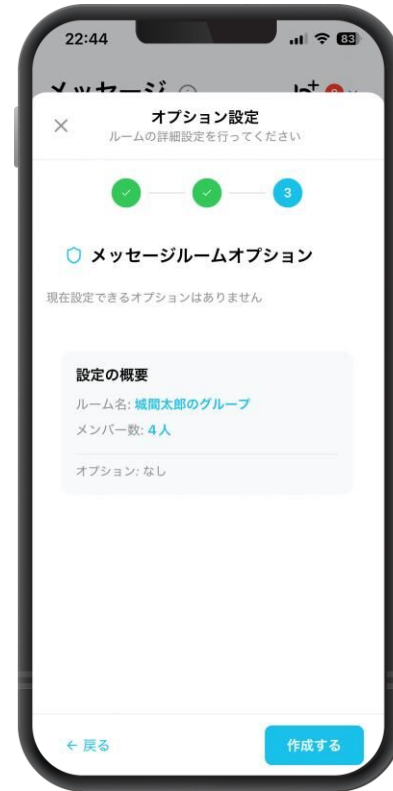 22:44
83
メッセージ
オプション設定
ルームの詳細設定を行ってください
3
メッセージルームオプション
現在設定できるオプションはありません
設定の概要
ルーム名: 城間太郎のグループ
メンバー数: 4人
オプション: なし
← 戻る
作成する